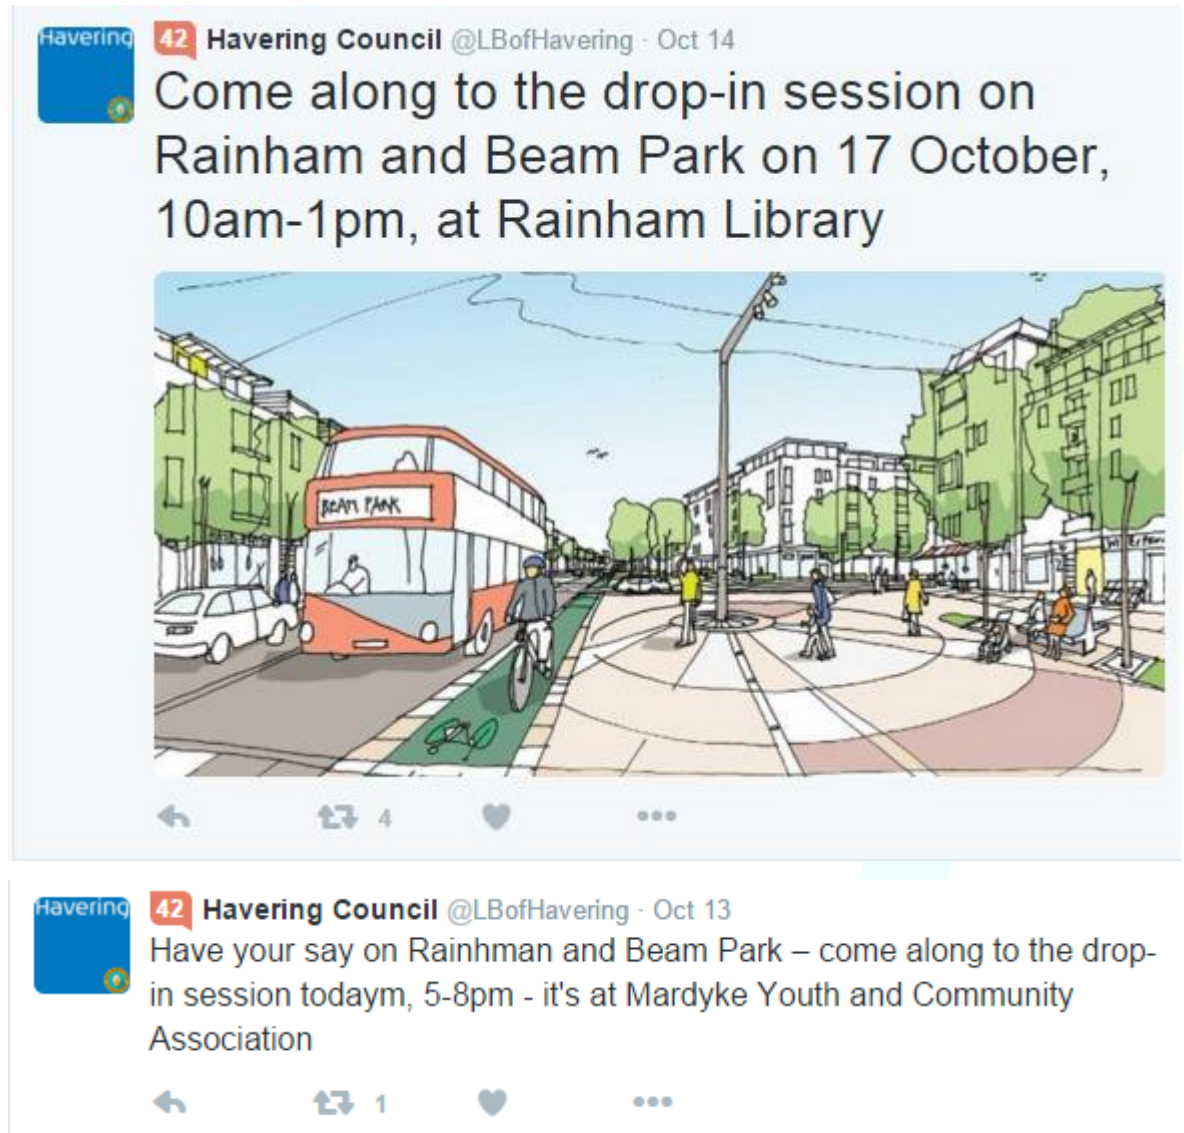 Havering
42 Havering Council @LBofHavering · Oct 14
Come along to the drop-in session on
Rainham and Beam Park on 17 October,
10am-1pm, at Rainham Library
BEAM PARK
4
Havering
42 Havering Council @LBofHavering · Oct 13
Have your say on Rainhman and Beam Park – come along to the drop-
in session todaym, 5-8pm - it's at Mardyke Youth and Community
Association
1